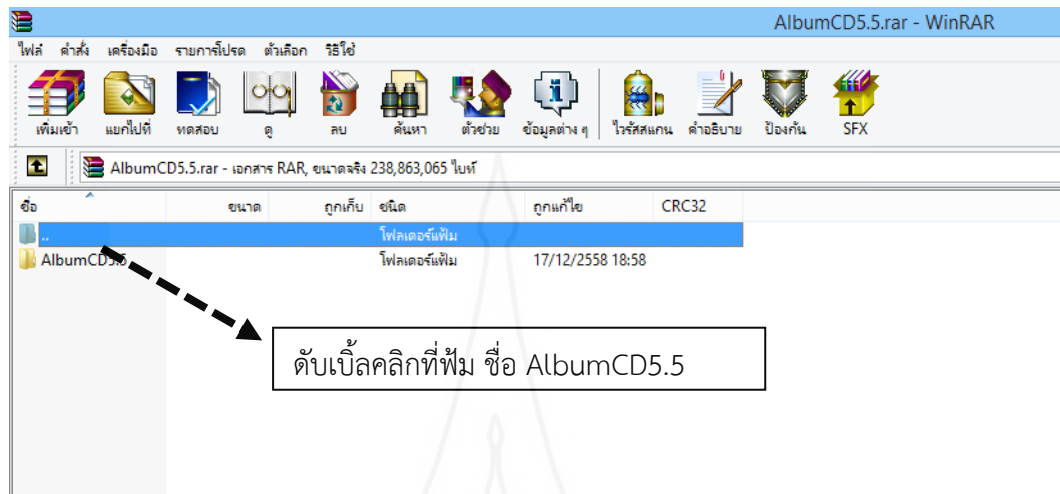 AlbumCD5.5.rar - WinRAR
ไฟล์ คำสั่ง เครื่องมือ รายการโปรด ตัวเลือก วิธีใช้
เพิ่มเข้า แยกไปที่ ทดสอบ ดู ลบ ค้นหา ตัวช่วย ข้อมูลต่าง ๆ ไวรัสสแกน คำอธิบาย ป้องกัน SFX
AlbumCD5.5.rar - เอกสาร RAR, ขนาดจริง 238,863,065 ไบท์
ชื่อ ขนาด ถูกเก็บ ชนิด ถูกแก้ไข CRC32
.. โฟลเดอร์แฟ้ม
AlbumCD5.5 โฟลเดอร์แฟ้ม 17/12/2558 18:58
ดับเบิ้ลคลิกที่ฟ้ม ชื่อ AlbumCD5.5